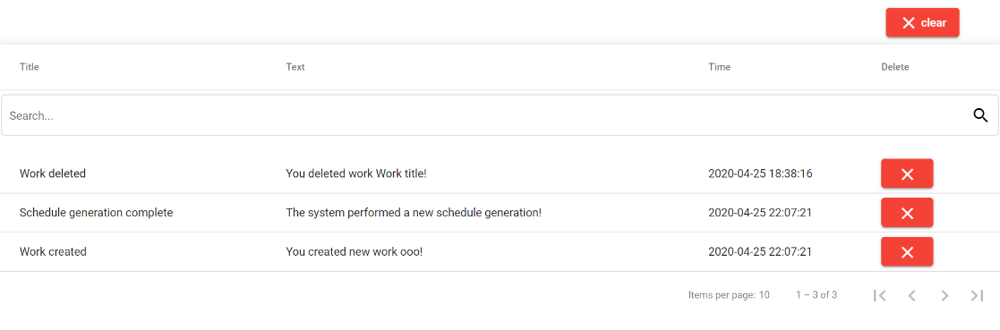 clear
Title Text Time Delete
Search...
Work deleted You deleted work Work title! 2020-04-25 18:38:16
Schedule generation complete The system performed a new schedule generation! 2020-04-25 22:07:21
Work created You created new work ooo! 2020-04-25 22:07:21
Items per page: 10 1 – 3 of 3